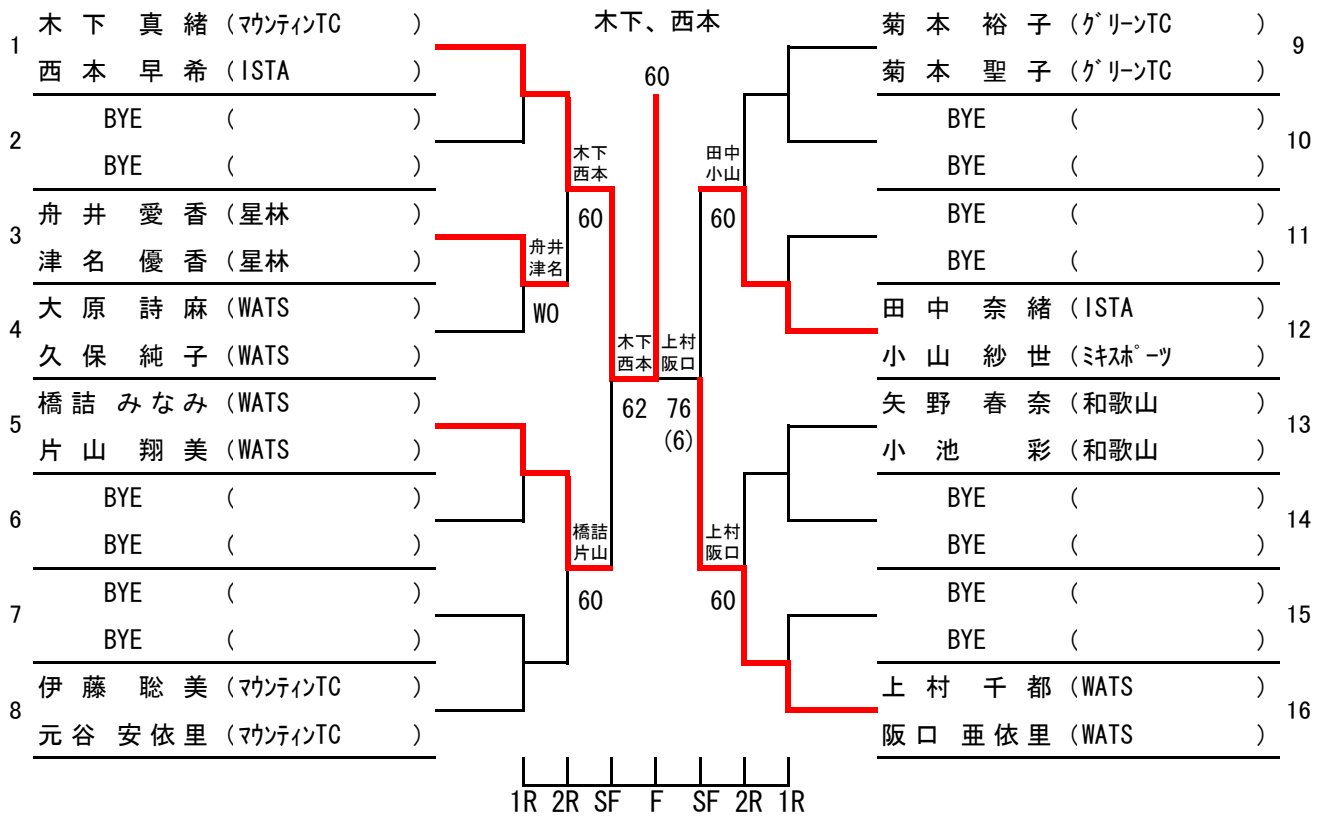 木下、西本
60
1
木下 真緒 (マウンティンTC )
西本 早希 (ISTA )
2
BYE ( )
BYE ( )
3
舟井 愛香 (星林 )
津名 優香 (星林 )
4
大原 詩麻 (WATS )
久保 純子 (WATS )
5
橋詰 みなみ (WATS )
片山 翔美 (WATS )
6
BYE ( )
BYE ( )
7
BYE ( )
BYE ( )
8
伊藤 聡美 (マウンティンTC )
元谷 安依里 (マウンティンTC )
舟井
津名
WO
木下
西本
60
橋詰
片山
60
木下
西本
62
上村
阪口
76
(6)
田中
小山
60
上村
阪口
60
菊本 裕子 (グリーンTC )
菊本 聖子 (グリーンTC )
9
BYE ( )
BYE ( )
10
BYE ( )
BYE ( )
11
田中 奈緒 (ISTA )
小山 紗世 (ミキスポーツ )
12
矢野 春奈 (和歌山 )
小池 彩 (和歌山 )
13
BYE ( )
BYE ( )
14
BYE ( )
BYE ( )
15
上村 千都 (WATS )
阪口 亜依里 (WATS )
16
1R 2R SF F SF 2R 1R